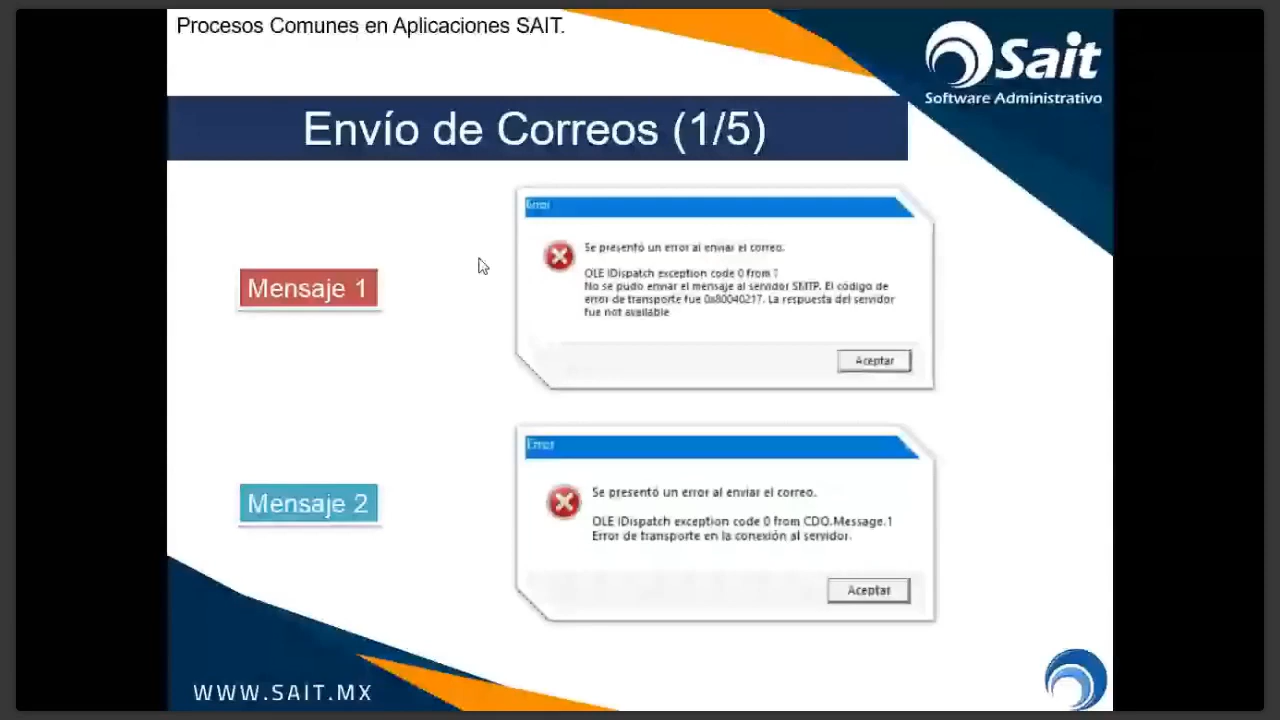 Procesos Comunes en Aplicaciones SAIT.
Sait
Software Administrativo
Envío de Correos (1/5)
Mensaje 1
Error
Se presentó un error al enviar el correo.
OLE IDispatch exception code 0 from ?
No se pudo enviar el mensaje al servidor SMTP. El código de
error de transporte fue 0x80040217. La respuesta del servidor
fue not available
Aceptar
Mensaje 2
Error
Se presentó un error al enviar el correo.
OLE IDispatch exception code 0 from CDO.Message.1
Error de transporte en la conexión al servidor.
Aceptar
WWW.SAIT.MX